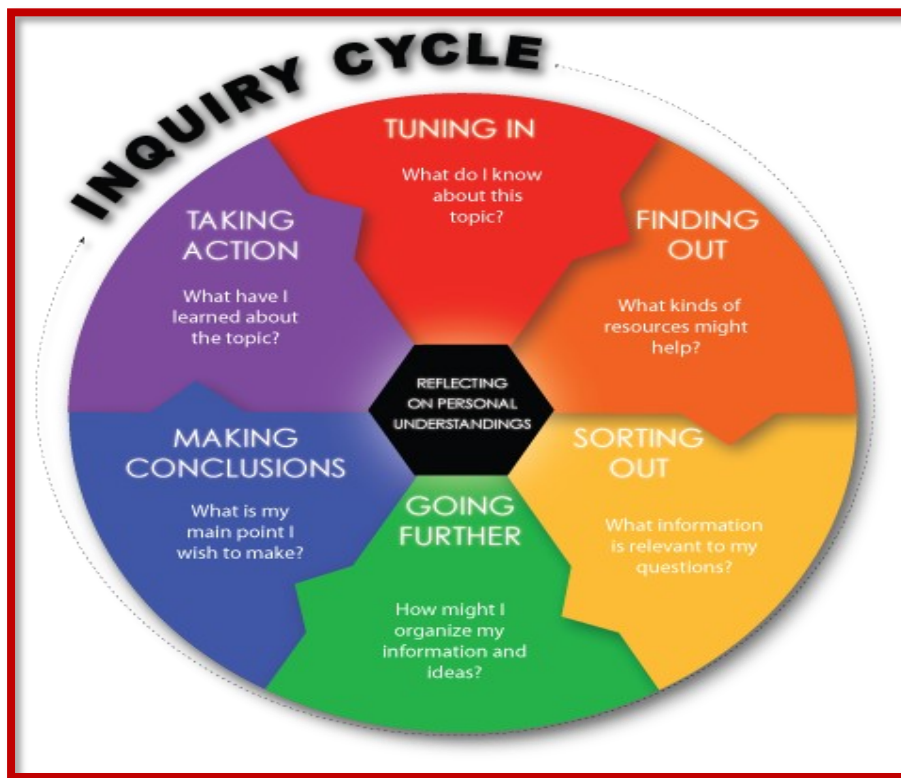 INQUIRY CYCLE
TUNING IN
What do I know
about this
topic?
FINDING
OUT
What kinds of
resources might
help?
SORTING
OUT
What information
is relevant to my
questions?
GOING
FURTHER
How might I
organize my
information and
ideas?
MAKING
CONCLUSIONS
What is my
main point I
wish to make?
TAKING
ACTION
What have I
learned about
the topic?
REFLECTING
ON PERSONAL
UNDERSTANDINGS